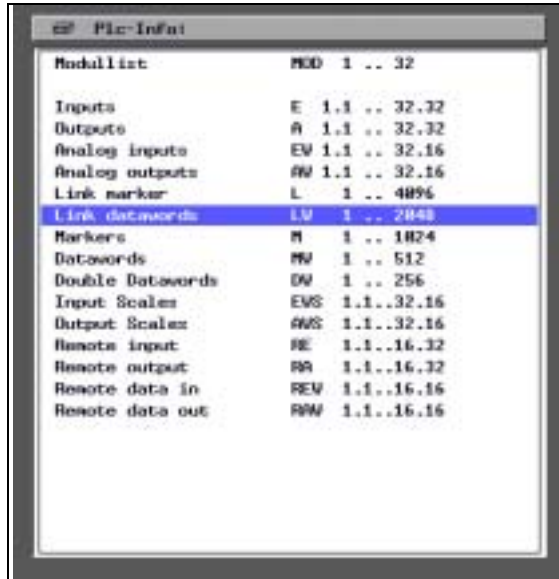 Plc-Info:
Modullist MOD 1 .. 32
Inputs E 1.1 .. 32.32
Outputs A 1.1 .. 32.32
Analog inputs EW 1.1 .. 32.16
Analog outputs AW 1.1 .. 32.16
Link marker L 1 .. 4096
Link datawords LW 1 .. 2048
Markers M 1 .. 1024
Datawords MW 1 .. 512
Double Datawords DW 1 .. 256
Input Scales EWS 1.1..32.16
Output Scales AWS 1.1..32.16
Remote input RE 1.1..16.32
Remote output RA 1.1..16.32
Remote data in REW 1.1..16.16
Remote data out RAW 1.1..16.16